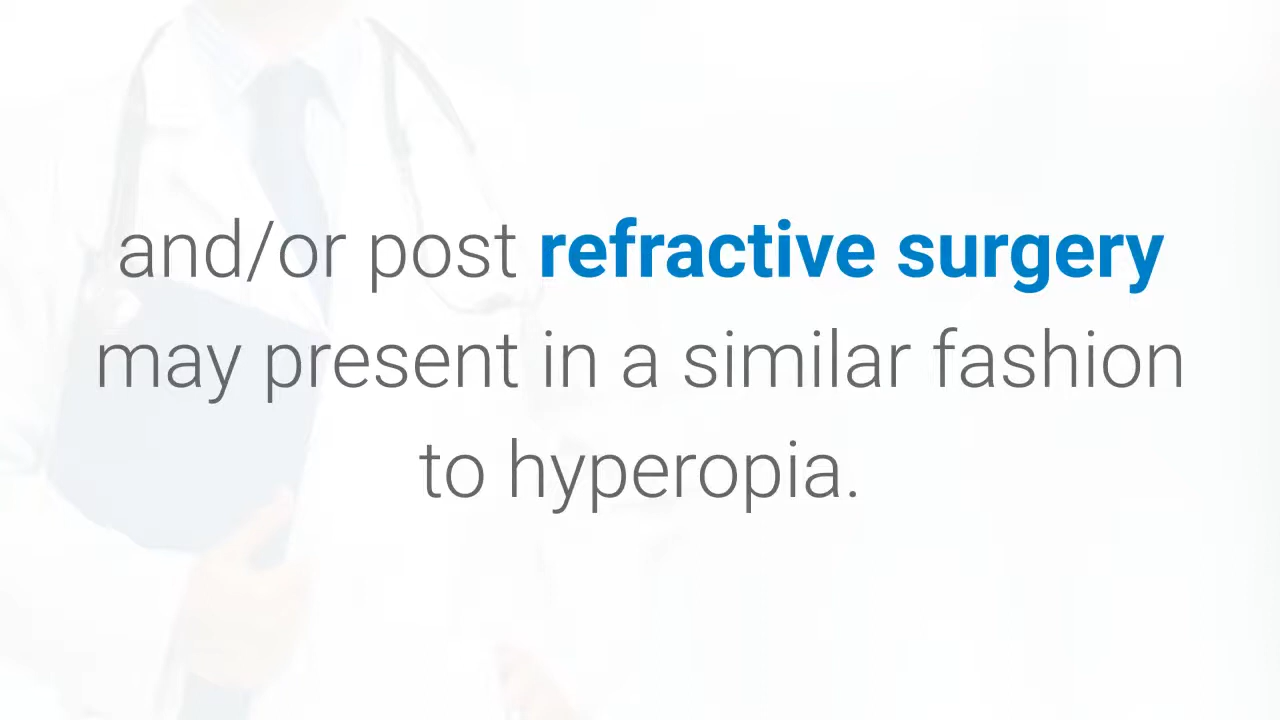 and/or post refractive surgery
may present in a similar fashion
to hyperopia.